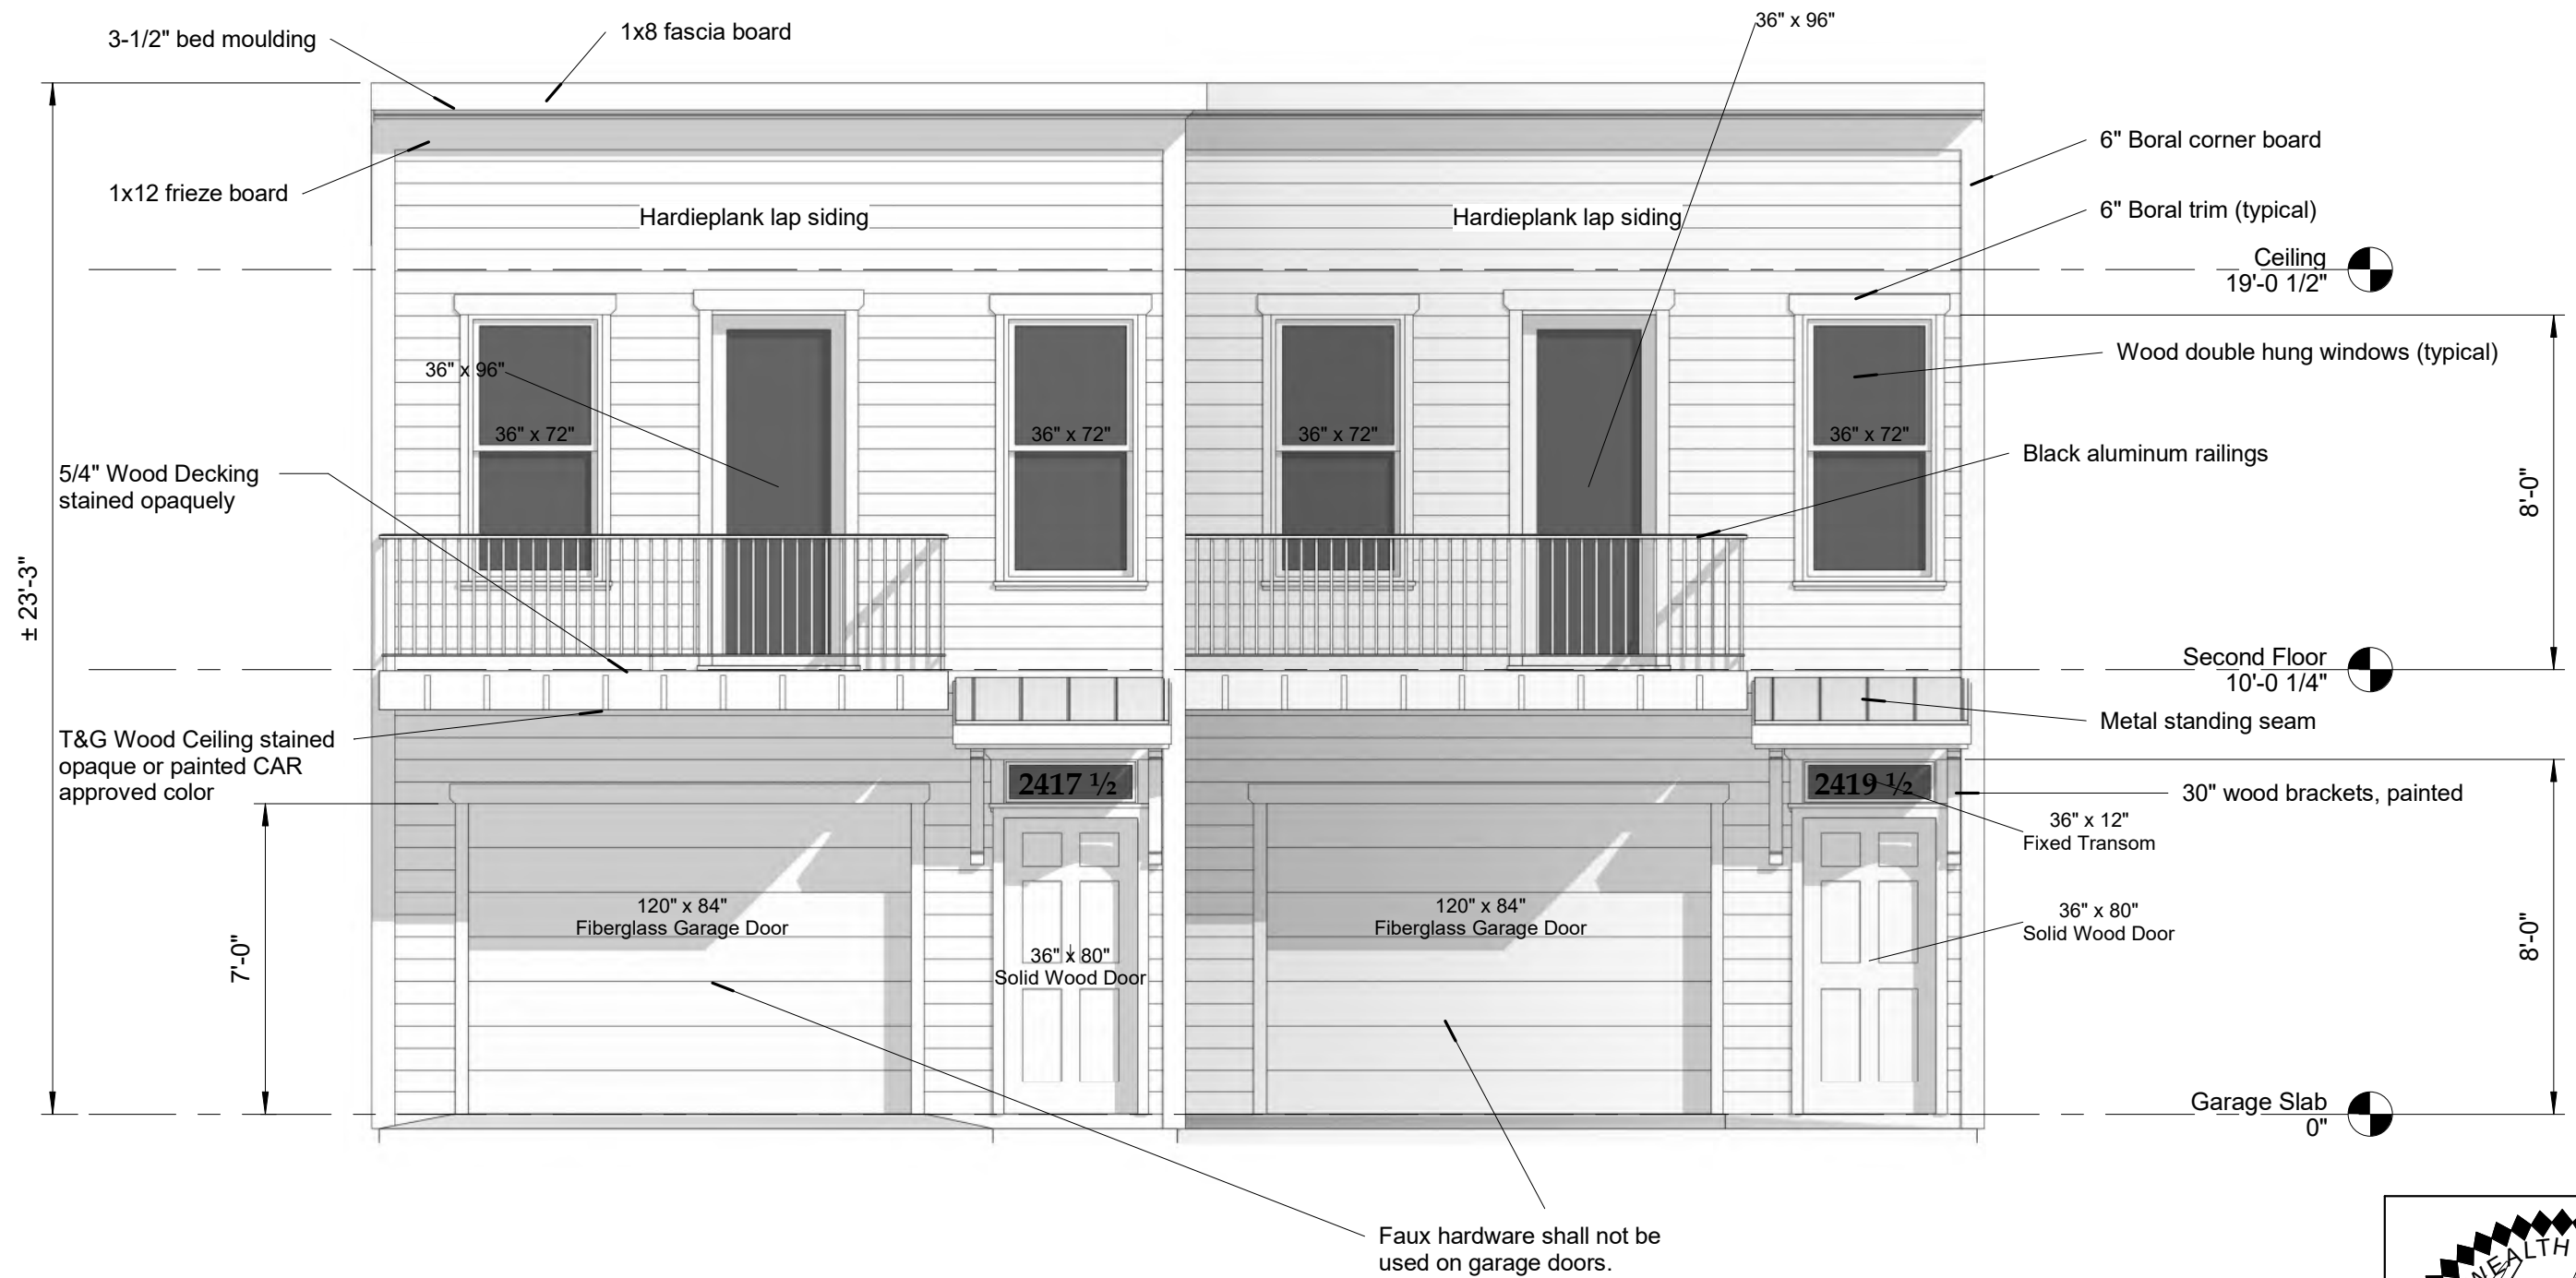 3-1/2" bed moulding
1x8 fascia board
36" x 96"
1x12 frieze board
6" Boral corner board
6" Boral trim (typical)
Hardieplank lap siding
Hardieplank lap siding
Ceiling
19'-0 1/2"
Wood double hung windows (typical)
36" x 96"
36" x 72"
36" x 72"
36" x 72"
36" x 72"
Black aluminum railings
5/4" Wood Decking
stained opaquely
8'-0"
± 23'-3"
Second Floor
10'-0 1/4"
Metal standing seam
T&G Wood Ceiling stained
opaque or painted CAR
approved color
2417 ½
2419 ½
30" wood brackets, painted
36" x 12"
Fixed Transom
120" x 84"
Fiberglass Garage Door
120" x 84"
Fiberglass Garage Door
36" x 80"
Solid Wood Door
36" x 80"
Solid Wood Door
7'-0"
8'-0"
Garage Slab
0"
Faux hardware shall not be
used on garage doors.